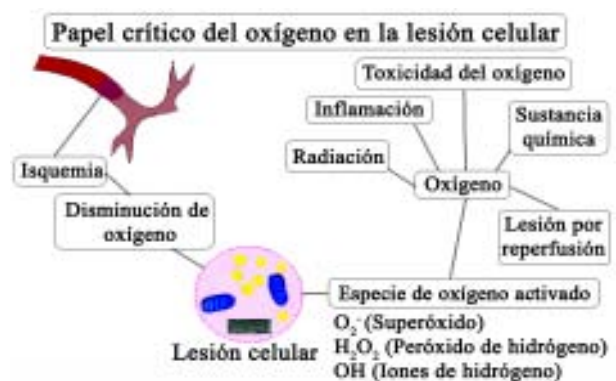 Papel crítico del oxígeno en la lesión celular
Toxicidad del oxígeno
Inflamación
Sustancia
química
Radiación
Oxígeno
Isquemia
Disminución de
oxígeno
Lesión por
reperfusión
Especie de oxígeno activado
O₂⁻ (Superóxido)
Lesión celular
H₂O₂ (Peróxido de hidrógeno)
OH (Iones de hidrógeno)